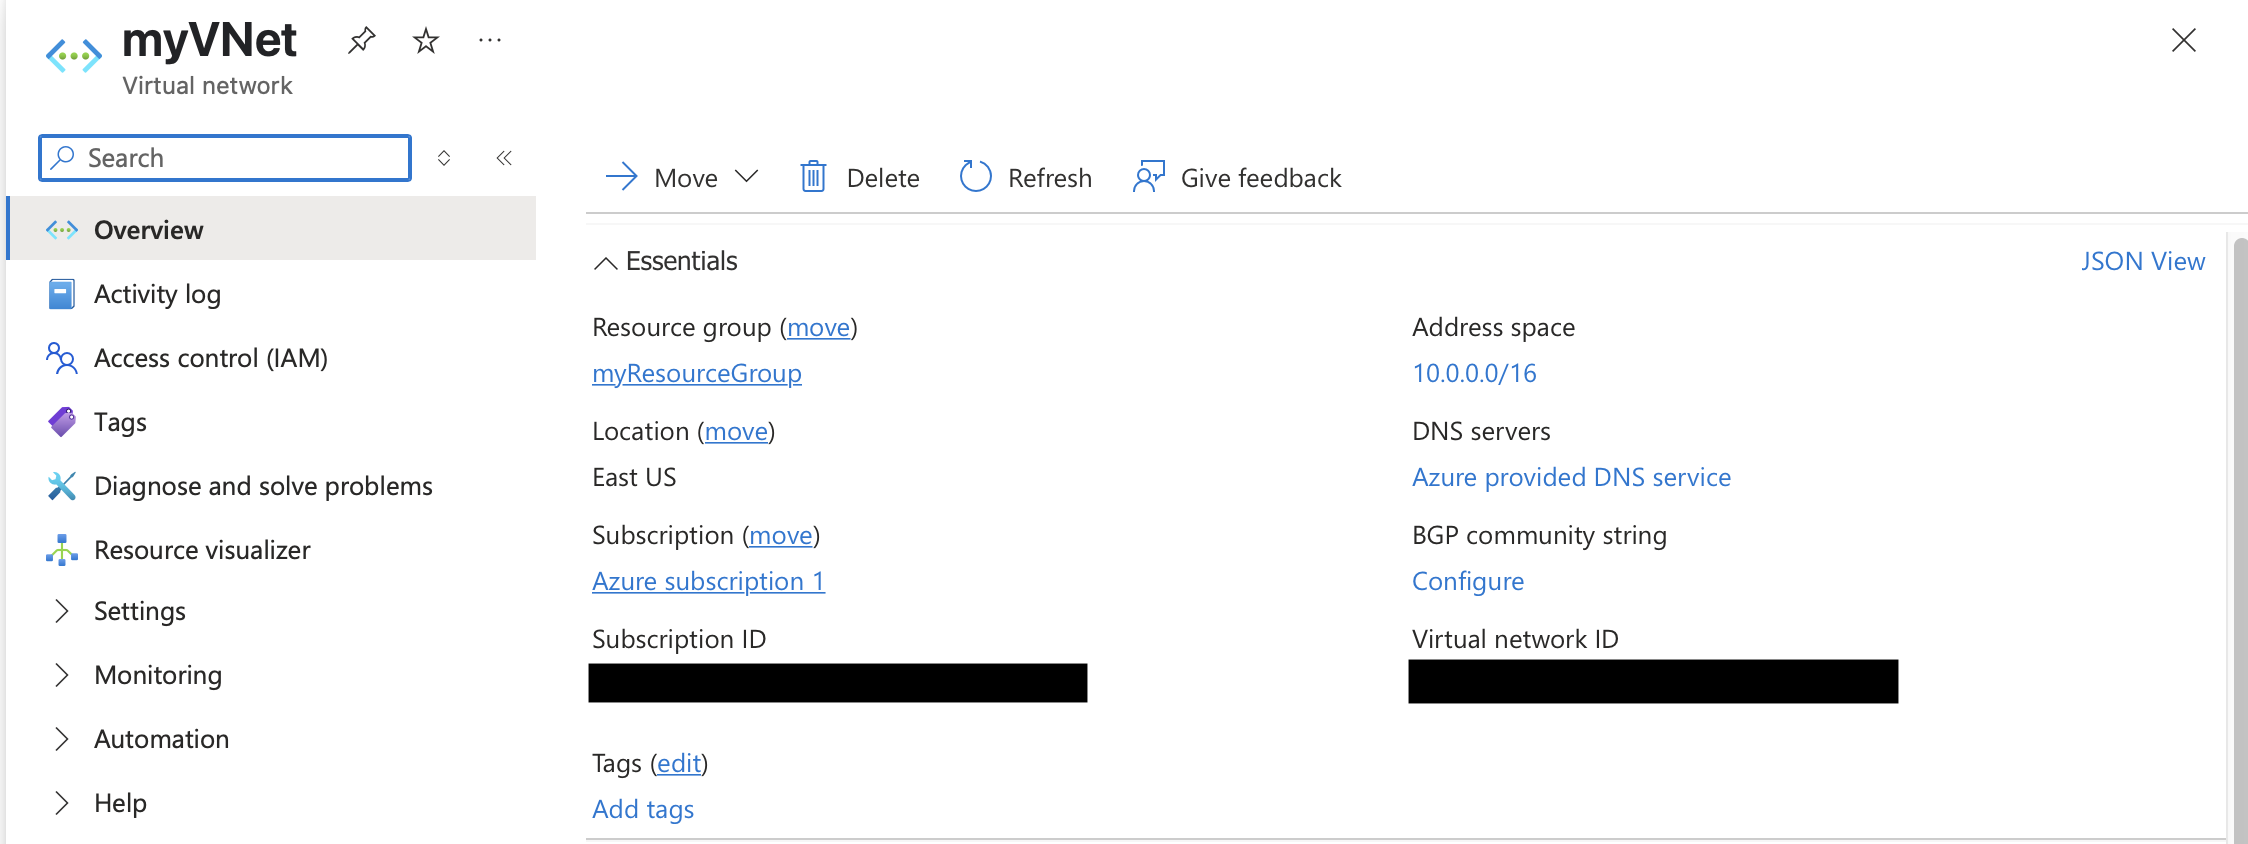 myVNet
Virtual network
Search
Move
Delete
Refresh
Give feedback
Overview
Activity log
Access control (IAM)
Tags
Diagnose and solve problems
Resource visualizer
Settings
Monitoring
Automation
Help
Essentials
JSON View
Resource group (move)
myResourceGroup
Location (move)
East US
Subscription (move)
Azure subscription 1
Subscription ID
Address space
10.0.0.0/16
DNS servers
Azure provided DNS service
BGP community string
Configure
Virtual network ID
Tags (edit)
Add tags